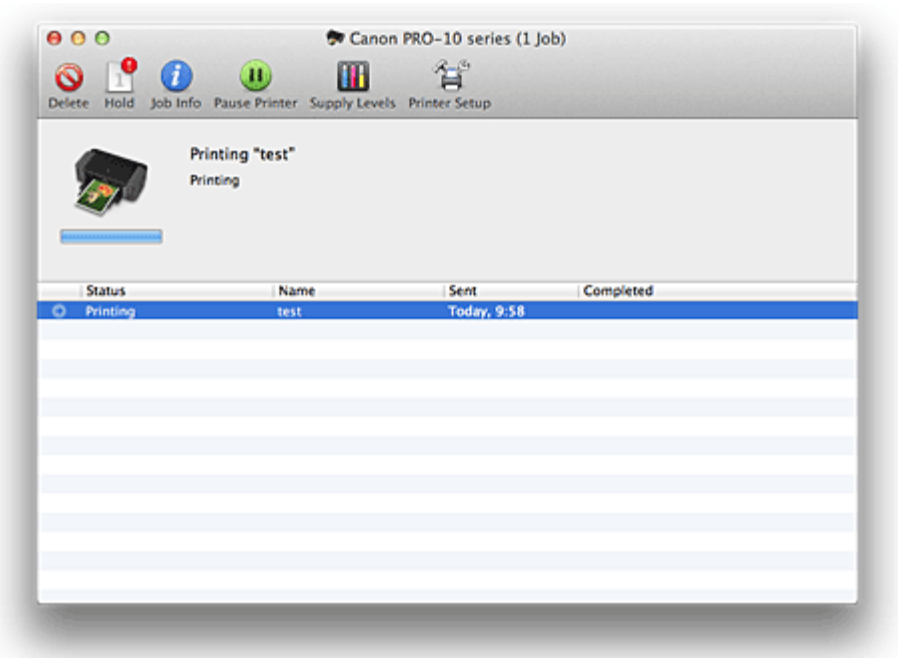 Canon PRO-10 series (1 Job)
Delete Hold Job Info Pause Printer Supply Levels Printer Setup
Printing "test"
Printing
Status Name Sent Completed
Printing test Today, 9:58